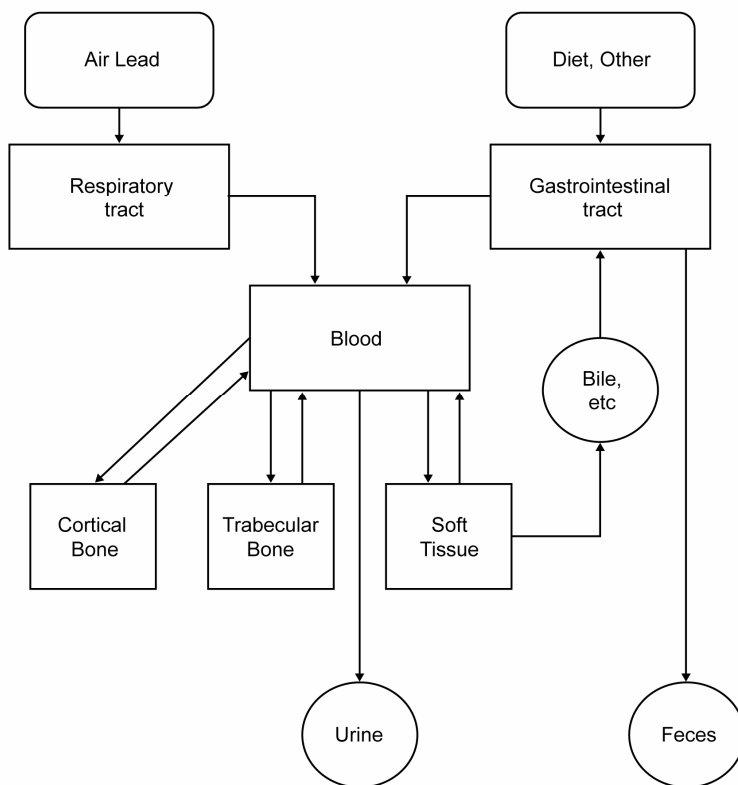 Air Lead
Diet, Other
Respiratory
tract
Gastrointestinal
tract
Blood
Bile,
etc
Cortical
Bone
Trabecular
Bone
Soft
Tissue
Urine
Feces